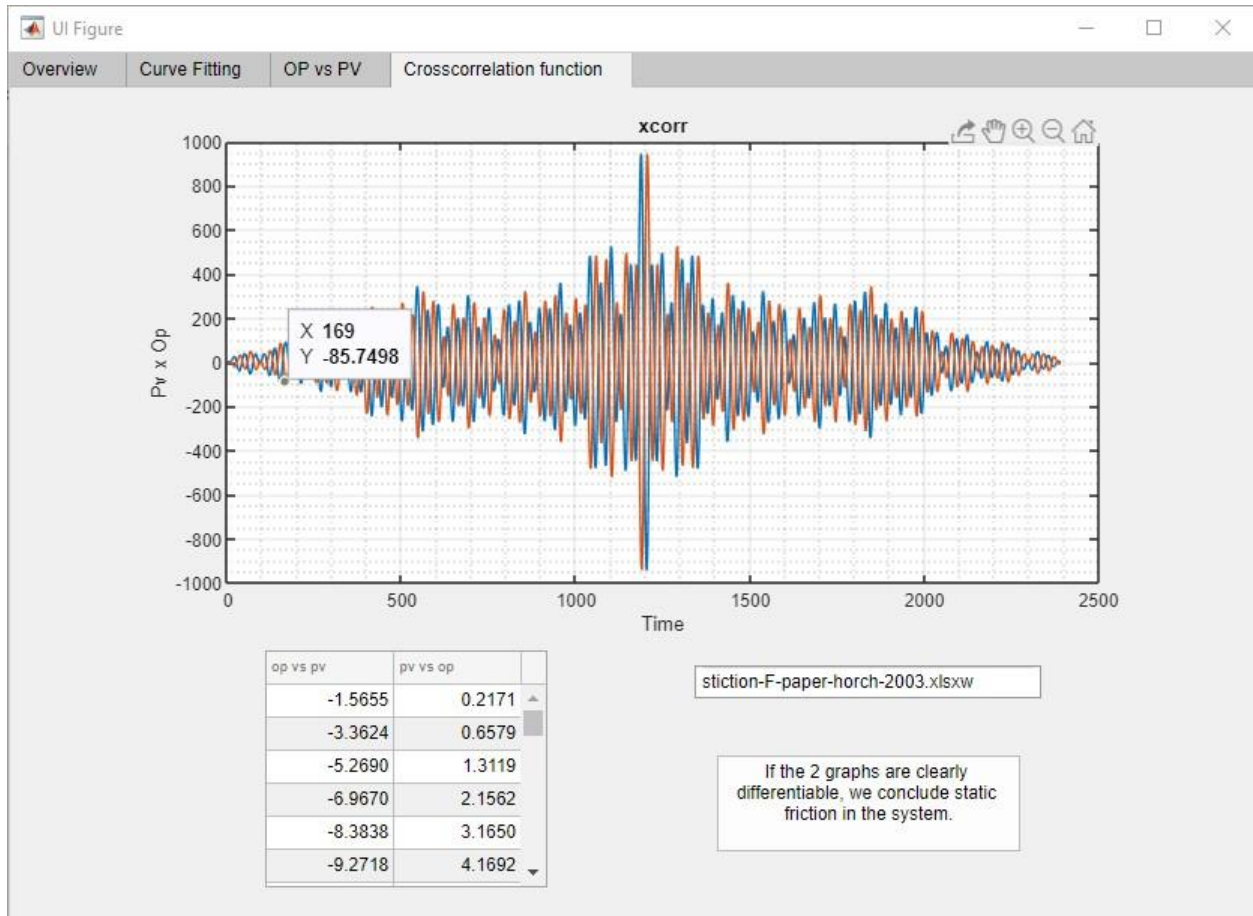 UI Figure
Overview Curve Fitting OP vs PV Crosscorrelation function
xcorr
1000
800
600
400
200
0
-200
-400
-600
-800
-1000
Pv x Op
X 169
Y -85.7498
0 500 1000 1500 2000 2500
Time
op vs pv pv vs op
-1.5655 0.2171
-3.3624 0.6579
-5.2690 1.3119
-6.9670 2.1562
-8.3838 3.1650
-9.2718 4.1692
stiction-F-paper-horch-2003.xlsxw
If the 2 graphs are clearly
differentiable, we conclude static
friction in the system.